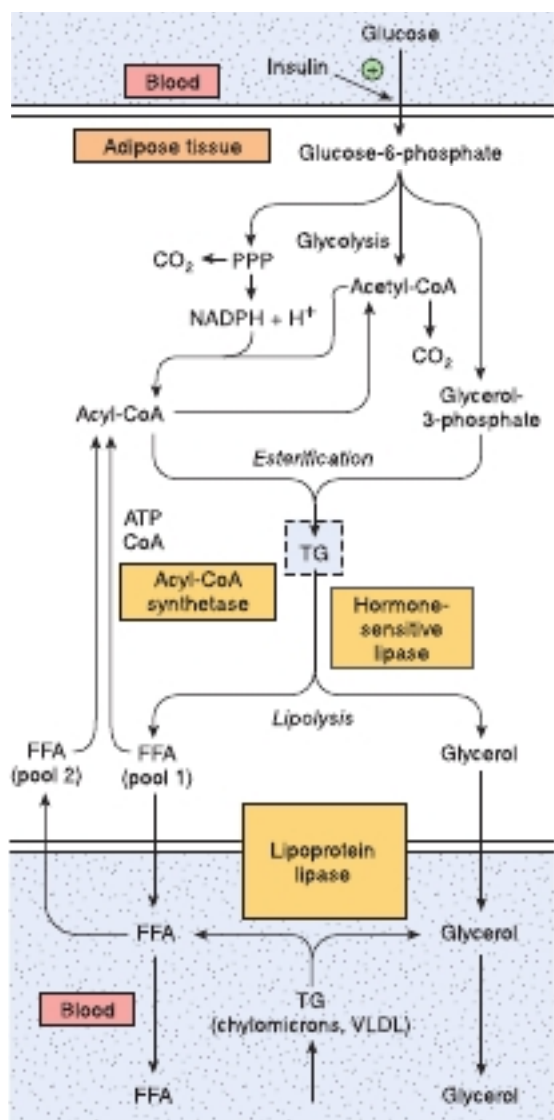 Glucose
Insulin
+
Blood
Adipose tissue
Glucose-6-phosphate
Glycolysis
CO₂
PPP
Acetyl-CoA
NADPH + H⁺
CO₂
Acyl-CoA
Glycerol-
3-phosphate
Esterification
ATP
CoA
TG
Acyl-CoA
synthetase
Hormone-
sensitive
lipase
Lipolysis
FFA
(pool 2)
FFA
(pool 1)
Glycerol
Lipoprotein
lipase
FFA
Glycerol
Blood
TG
(chylomicrons, VLDL)
FFA
Glycerol